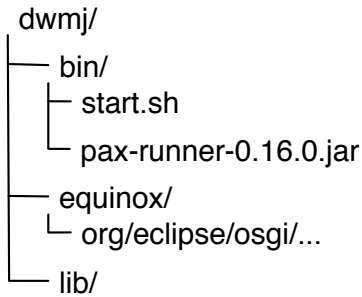 dwmj/
bin/
start.sh
pax-runner-0.16.0.jar
equinox/
org/eclipse/osgi/...
lib/